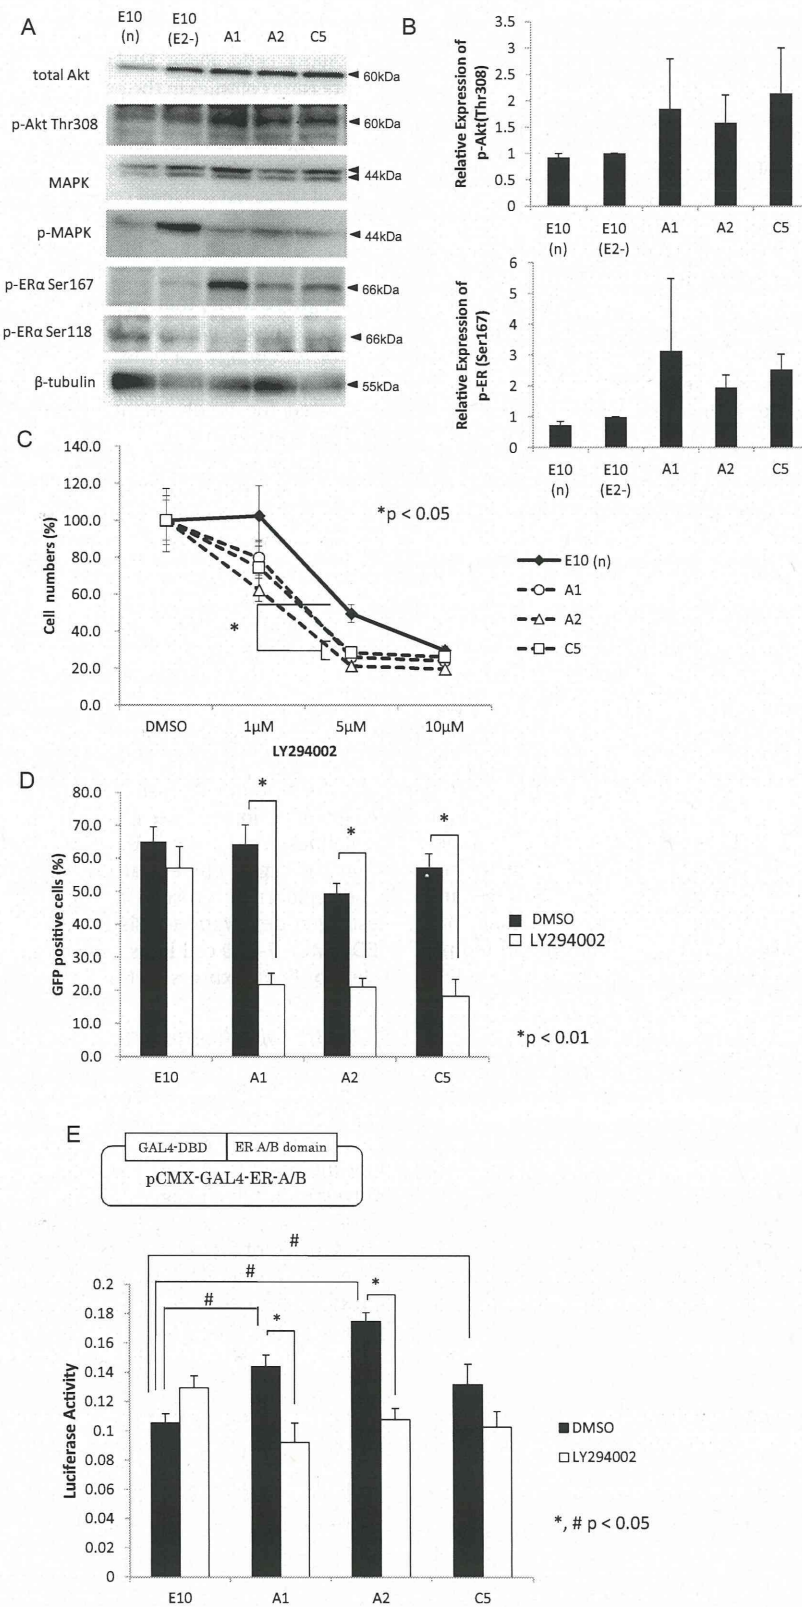 A
E10 (n)
E10 (E2-)
A1
A2
C5
total Akt
60kDa
p-Akt Thr308
60kDa
MAPK
44kDa
p-MAPK
44kDa
p-ERα Ser167
66kDa
p-ERα Ser118
66kDa
β-tubulin
55kDa
B
Relative Expression of p-Akt(Thr308)
3.5
3
2.5
2
1.5
1
0.5
0
E10 (n)
E10 (E2-)
A1
A2
C5
Relative Expression of p-ER (Ser167)
6
5
4
3
2
1
0
E10 (n)
E10 (E2-)
A1
A2
C5
C
Cell numbers (%)
140.0
120.0
100.0
80.0
60.0
40.0
20.0
0.0
*
*p < 0.05
DMSO
1μM
5μM
10μM
LY294002
E10 (n)
A1
A2
C5
D
GFP positive cells (%)
80.0
70.0
60.0
50.0
40.0
30.0
20.0
10.0
0.0
*
*
*
E10
A1
A2
C5
DMSO
LY294002
*p < 0.01
E
GAL4-DBD
ER A/B domain
pCMX-GAL4-ER-A/B
Luciferase Activity
0.2
0.18
0.16
0.14
0.12
0.1
0.08
0.06
0.04
0.02
0
#
#
#
*
*
E10
A1
A2
C5
DMSO
LY294002
*, # p < 0.05